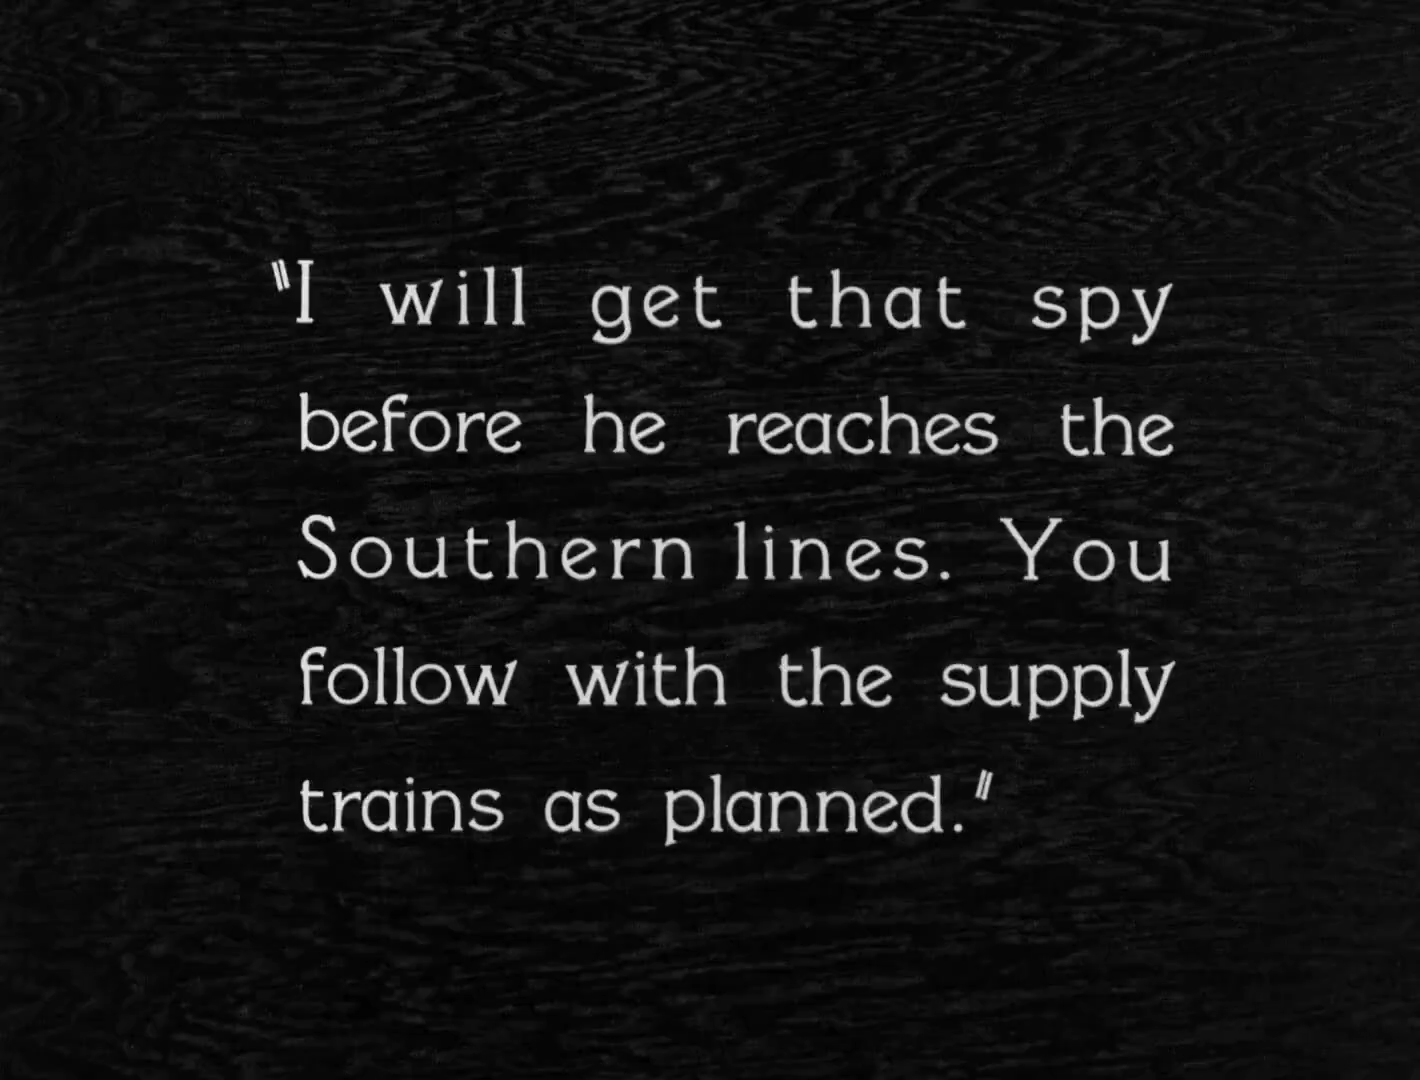 "I will get that spy
before he reaches the
Southern lines. You
follow with the supply
trains as planned."